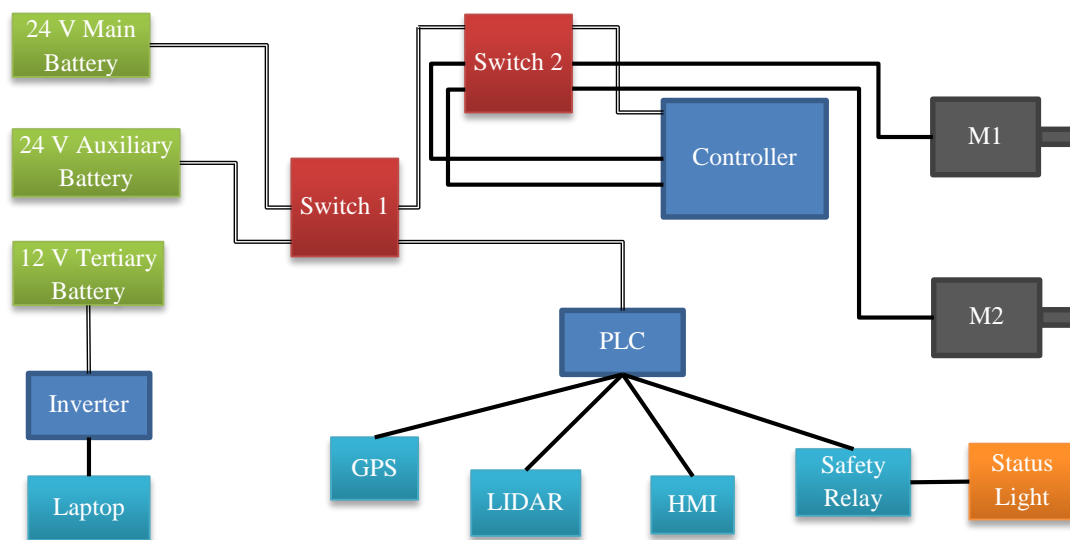 24 V Main
Battery
Switch 2
24 V Auxiliary
Battery
M1
Controller
Switch 1
12 V Tertiary
Battery
M2
PLC
Inverter
GPS
LIDAR
HMI
Safety
Relay
Status
Light
Laptop